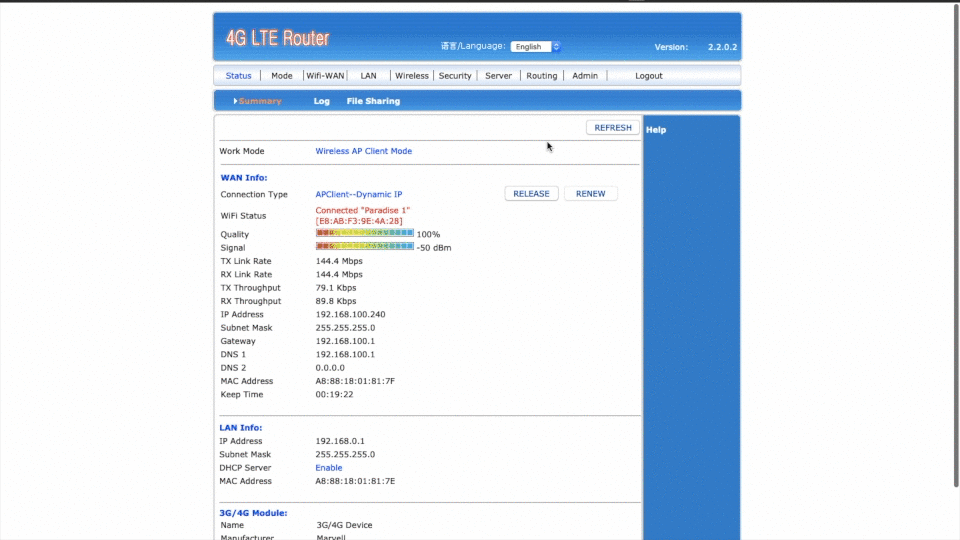 4G LTE Router
语言/Language: English
Version: 2.2.0.2
Status Mode Wifi-WAN LAN Wireless Security Server Routing Admin Logout
Summary Log File Sharing
REFRESH
Help
Work Mode Wireless AP Client Mode
WAN Info:
Connection Type APClient--Dynamic IP RELEASE RENEW
WiFi Status Connected "Paradise 1"
[E8:AB:F3:9E:4A:28]
Quality 100%
Signal -50 dBm
TX Link Rate 144.4 Mbps
RX Link Rate 144.4 Mbps
TX Throughput 79.1 Kbps
RX Throughput 89.8 Kbps
IP Address 192.168.100.240
Subnet Mask 255.255.255.0
Gateway 192.168.100.1
DNS 1 192.168.100.1
DNS 2 0.0.0.0
MAC Address A8:88:18:01:81:7F
Keep Time 00:19:22
LAN Info:
IP Address 192.168.0.1
Subnet Mask 255.255.255.0
DHCP Server Enable
MAC Address A8:88:18:01:81:7E
3G/4G Module:
Name 3G/4G Device
Manufacturer Marvell